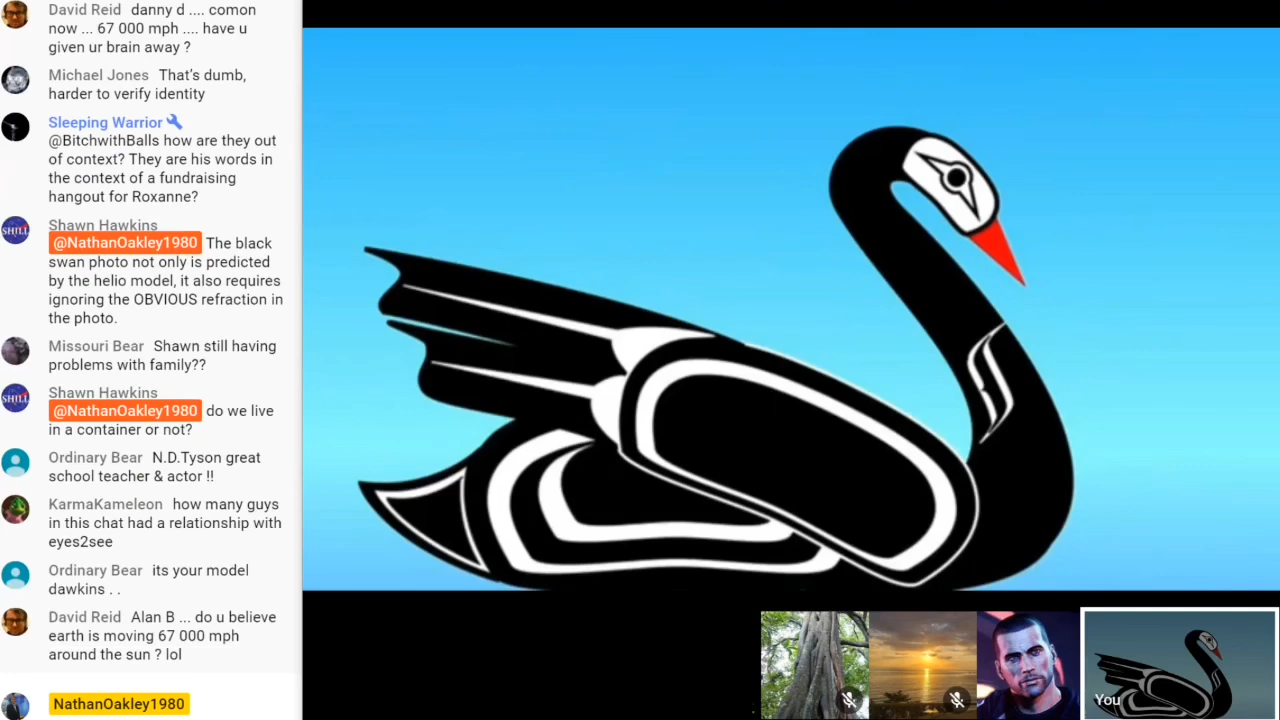 David Reid danny d .... comon
now ... 67 000 mph .... have u
given ur brain away ?
Michael Jones That's dumb,
harder to verify identity
Sleeping Warrior
@BitchwithBalls how are they out
of context? They are his words in
the context of a fundraising
hangout for Roxanne?
Shawn Hawkins
@NathanOakley1980 The black
swan photo not only is predicted
by the helio model, it also requires
ignoring the OBVIOUS refraction in
the photo.
Missouri Bear Shawn still having
problems with family??
Shawn Hawkins
@NathanOakley1980 do we live
in a container or not?
Ordinary Bear N.D.Tyson great
school teacher & actor !!
KarmaKameleon how many guys
in this chat had a relationship with
eyes2see
Ordinary Bear its your model
dawkins . .
David Reid Alan B ... do u believe
earth is moving 67 000 mph
around the sun ? lol
NathanOakley1980
SHILL
SHILL
You